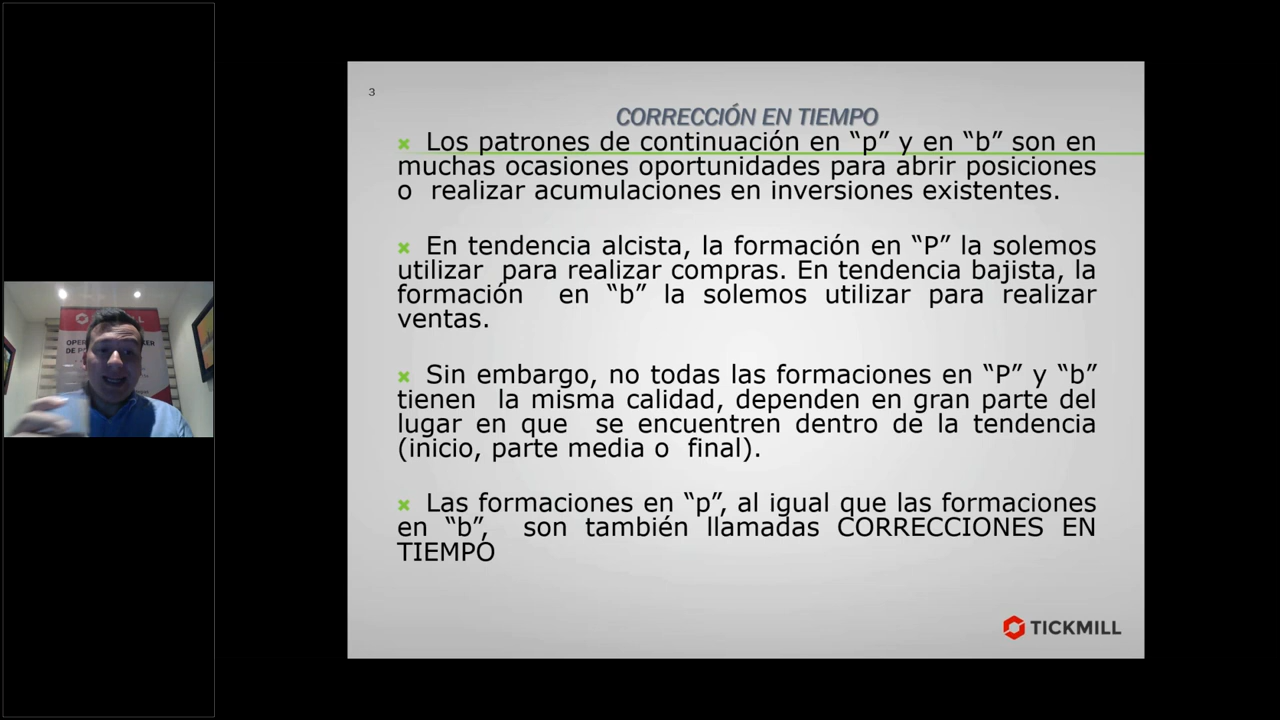 3
CORRECCIÓN EN TIEMPO
Los patrones de continuación en “p” y en “b” son en
muchas ocasiones oportunidades para abrir posiciones
o realizar acumulaciones en inversiones existentes.
En tendencia alcista, la formación en “P” la solemos
utilizar para realizar compras. En tendencia bajista, la
formación en “b” la solemos utilizar para realizar
ventas.
Sin embargo, no todas las formaciones en “P” y “b”
tienen la misma calidad, dependen en gran parte del
lugar en que se encuentren dentro de la tendencia
(inicio, parte media o final).
Las formaciones en “p”, al igual que las formaciones
en “b”, son también llamadas CORRECCIONES EN
TIEMPO
TICKMILL